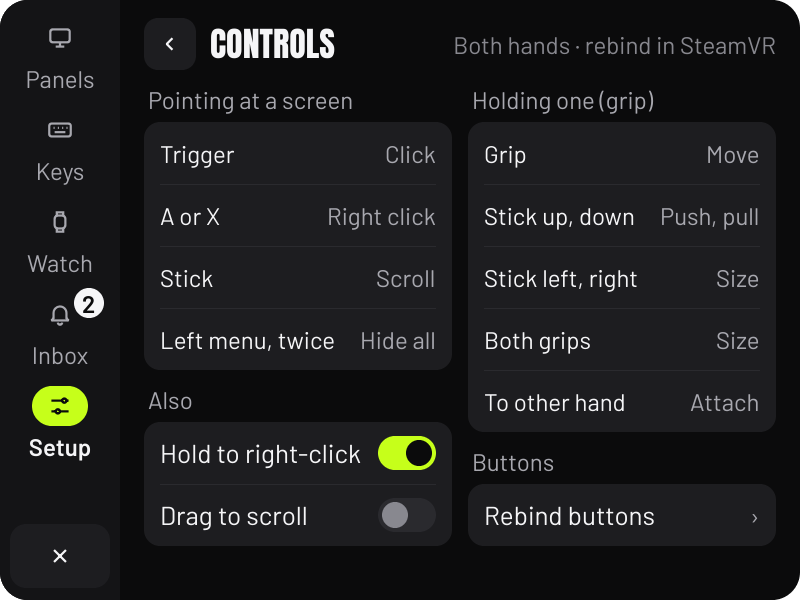 Panels
Keys
Watch
2
Inbox
Setup
CONTROLS
Both hands · rebind in SteamVR
Pointing at a screen
Trigger Click
A or X Right click
Stick Scroll
Left menu, twice Hide all
Also
Hold to right-click
Drag to scroll
Holding one (grip)
Grip Move
Stick up, down Push, pull
Stick left, right Size
Both grips Size
To other hand Attach
Buttons
Rebind buttons